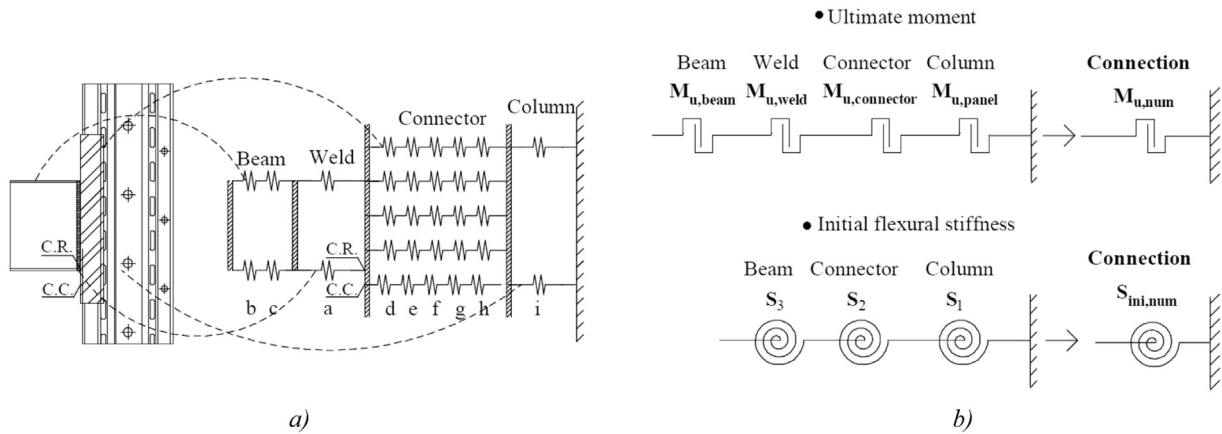 Beam
Weld
Connector
Column
C.R.
C.C.
C.R.
C.C.
b c a d e f g h i
a)
• Ultimate moment
Beam Weld Connector Column Connection
M_u,beam M_u,weld M_u,connector M_u,panel M_u,num
• Initial flexural stiffness
Beam Connector Column Connection
S_3 S_2 S_1 S_ini,num
b)